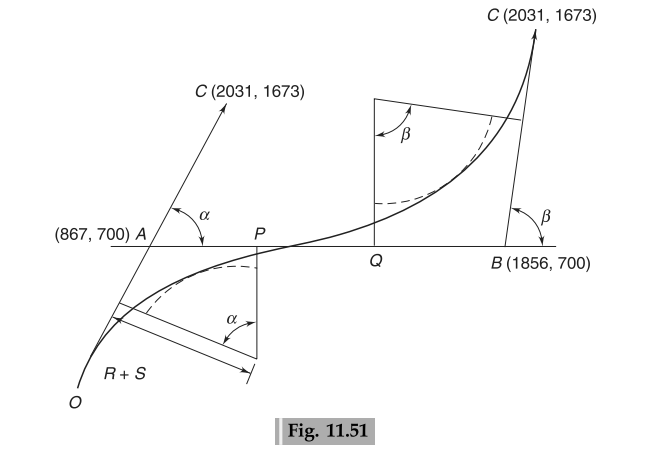 C (2031, 1673)
C (2031, 1673)
β
α
β
(867, 700) A
P
Q
B (1856, 700)
α
R + S
O
Fig. 11.51